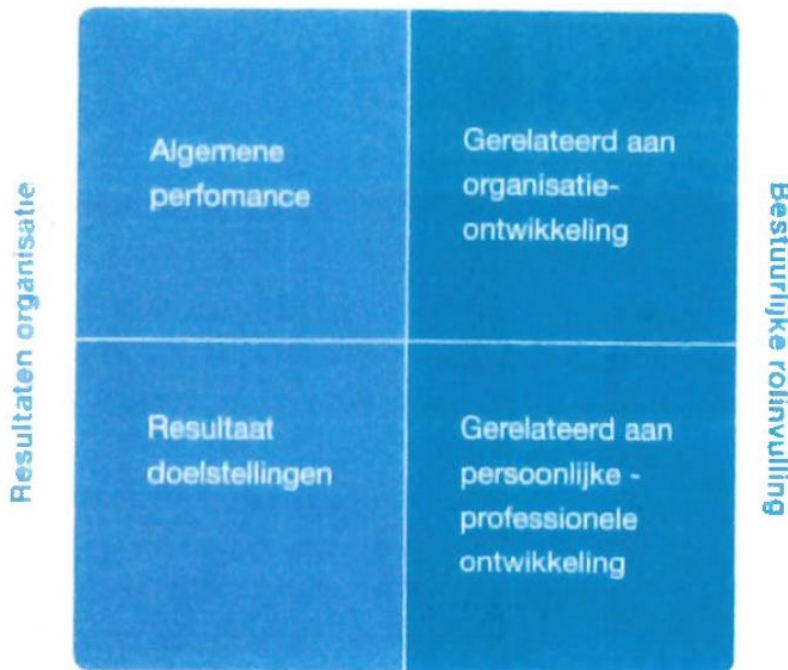 Resultaten organisatie
Algemene
perfomance
Gerelateerd aan
organisatie-
ontwikkeling
Resultaat
doelstellingen
Gerelateerd aan
persoonlijke -
professionele
ontwikkeling
Bestuurlijke rolinvulling